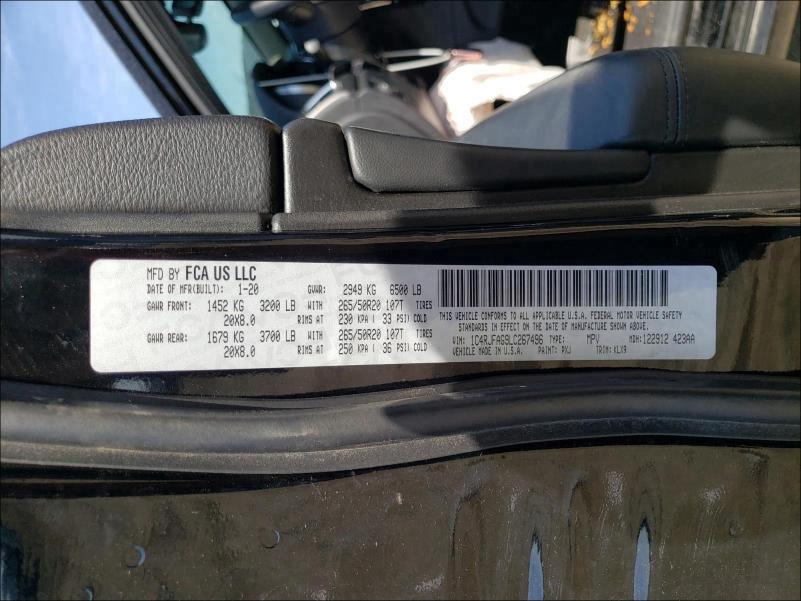 MFD BY FCA US LLC
DATE OF MFR(BUILT): 1-20 GVWR: 2949 KG 6500 LB
GAWR FRONT: 1452 KG 3200 LB WITH 265/50R20 107T TIRES
20X8.0 RIMS AT 230 KPA ( 33 PSI) COLD
GAWR REAR: 1679 KG 3700 LB WITH 265/50R20 107T TIRES
20X8.0 RIMS AT 250 KPA ( 36 PSI) COLD
THIS VEHICLE CONFORMS TO ALL APPLICABLE U.S.A. FEDERAL MOTOR VEHICLE SAFETY
STANDARDS IN EFFECT ON THE DATE OF MANUFACTURE SHOWN ABOVE.
VIN: 1C4RJFAG9LC267496 TYPE: MPV MDH: 122912 423AA
VEHICLE MADE IN U.S.A. PAINT: PXJ TRIM: KLX9